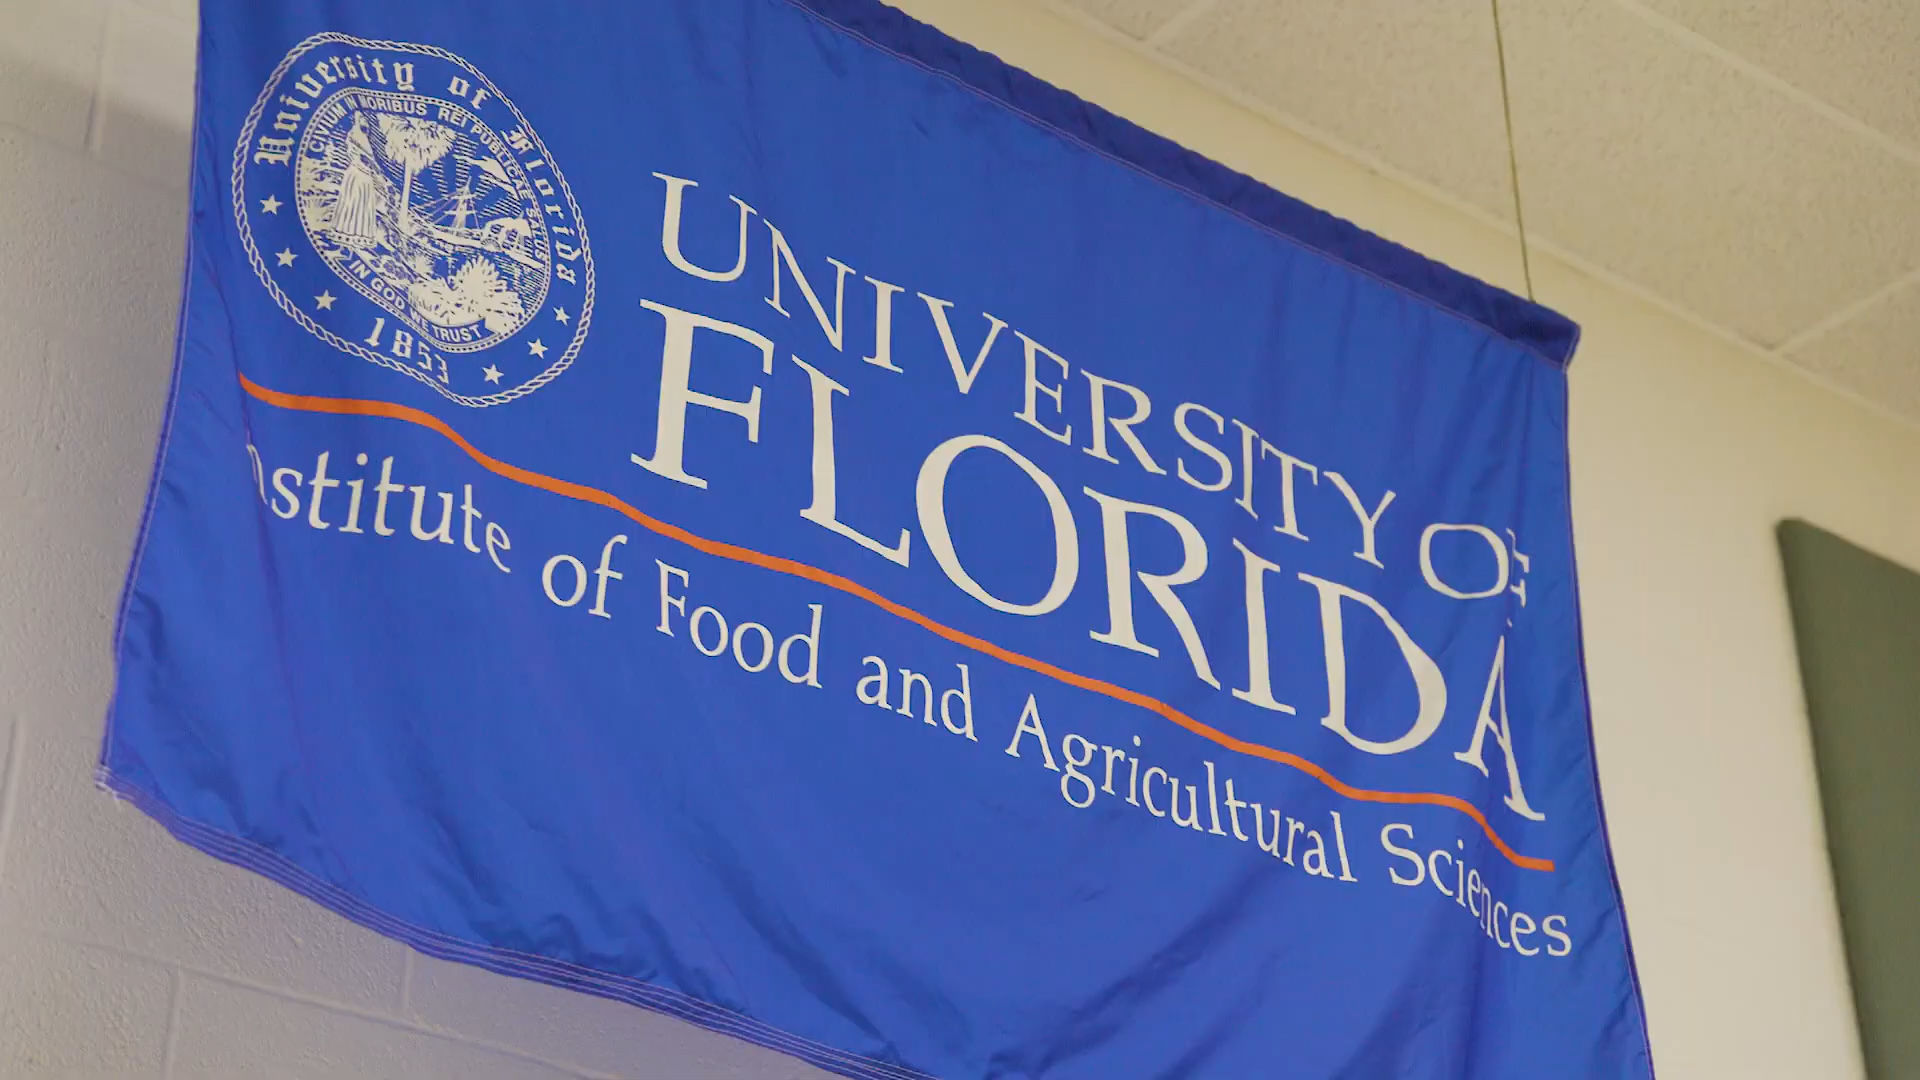 University of Florida
CIVIUM IN MORIBUS REI PUBLICAE SALUS
IN GOD WE TRUST
1853
UNIVERSITY OF
FLORIDA
nstitute of Food and Agricultural Sciences